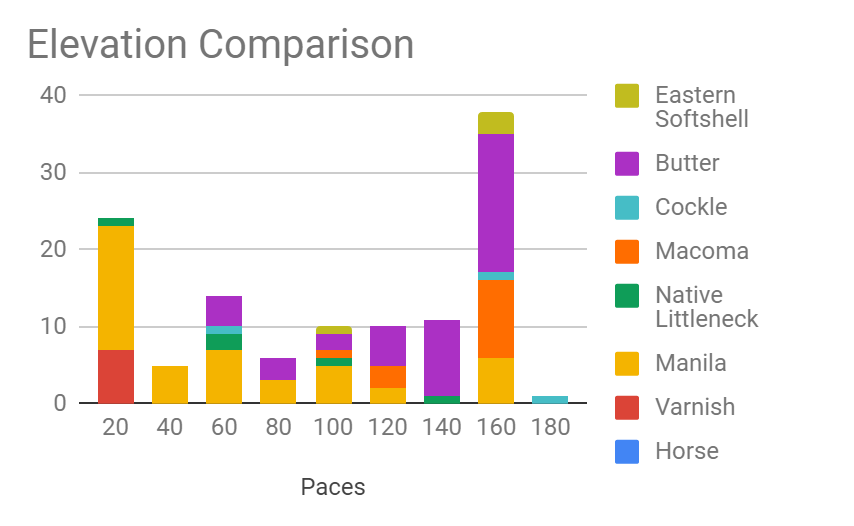 Elevation Comparison
40
30
20
10
0
20 40 60 80 100 120 140 160 180
Paces
Eastern
Softshell
Butter
Cockle
Macoma
Native
Littleneck
Manila
Varnish
Horse